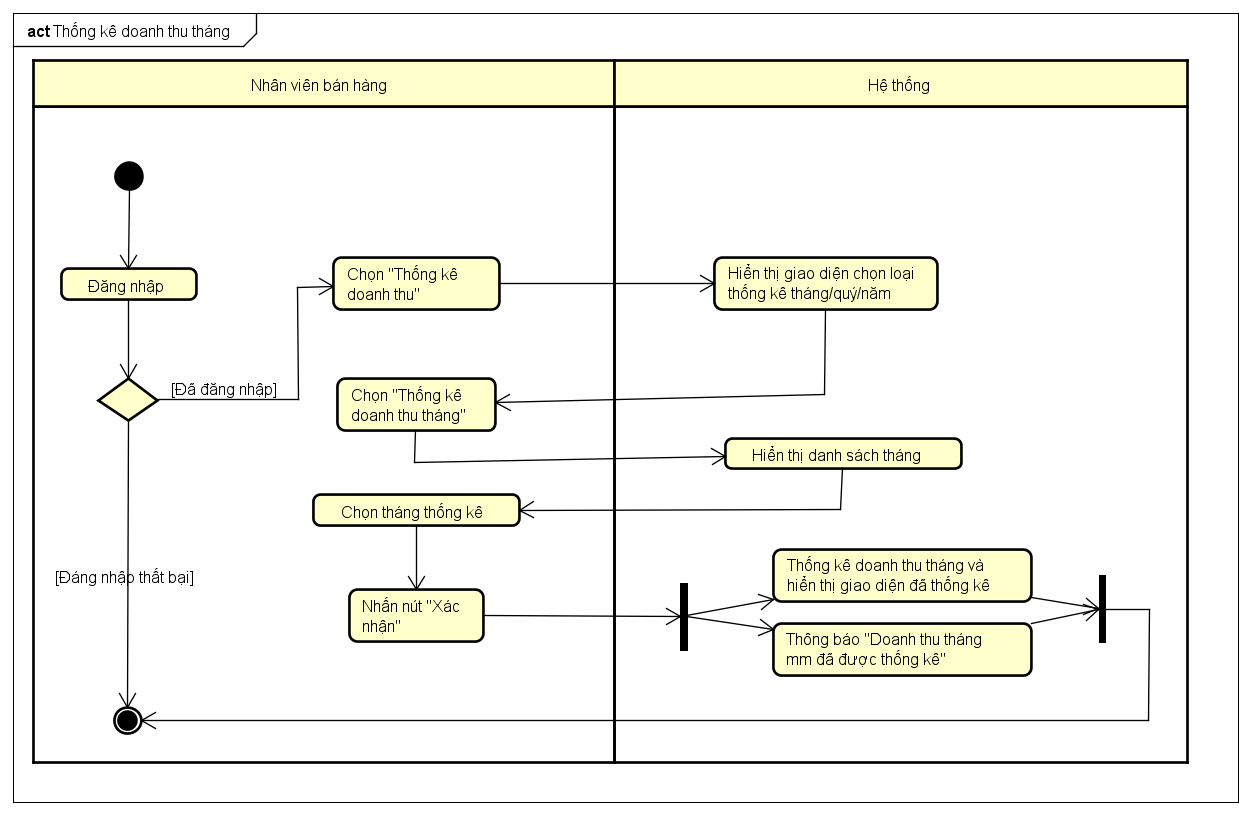 act Thống kê doanh thu tháng
Nhân viên bán hàng
Hệ thống
Đăng nhập
Chọn "Thống kê
doanh thu"
Hiển thị giao diện chọn loại
thống kê tháng/quý/năm
[Đã đăng nhập]
Chọn "Thống kê
doanh thu tháng"
Hiển thị danh sách tháng
Chọn tháng thống kê
[Đáng nhập thất bại]
Nhấn nút "Xác
nhận"
Thống kê doanh thu tháng và
hiển thị giao diện đã thống kê
Thông báo "Doanh thu tháng
mm đã được thống kê"